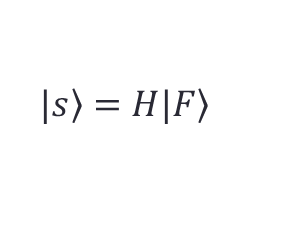 |s⟩ = H|F⟩